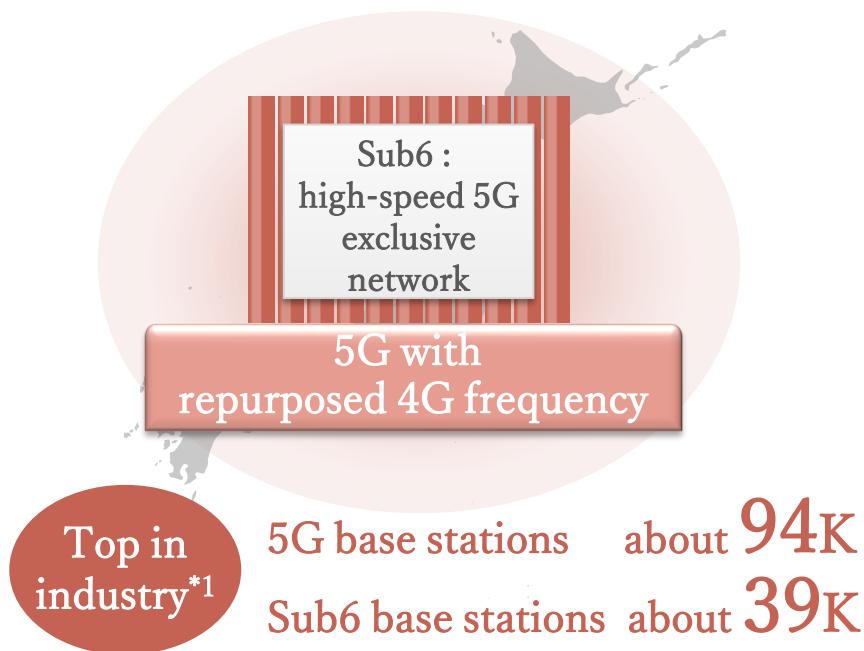 Sub6 :
high-speed 5G
exclusive
network
5G with
repurposed 4G frequency
Top in
industry*1
5G base stations about 94K
Sub6 base stations about 39K